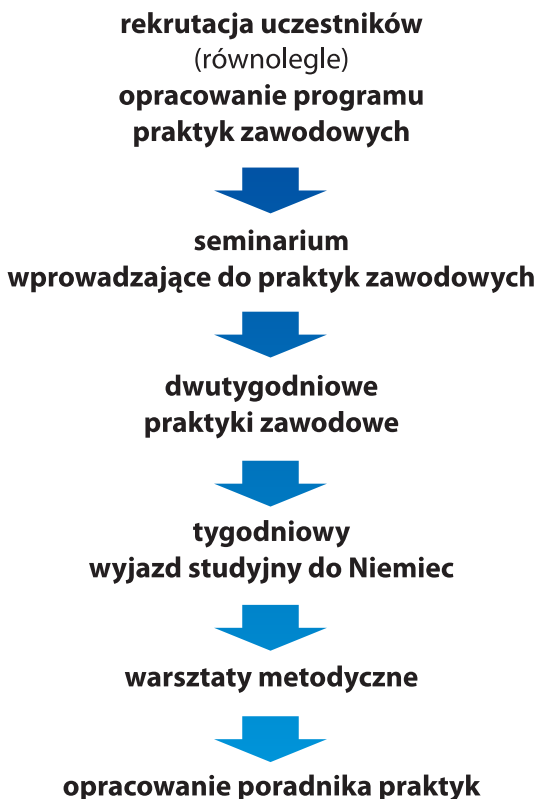 rekrutacja uczestników
(równolegle)
opracowanie programu
praktyk zawodowych
seminarium
wprowadzające do praktyk zawodowych
dwutygodniowe
praktyki zawodowe
tygodniowy
wyjazd studyjny do Niemiec
warsztaty metodyczne
opracowanie poradnika praktyk